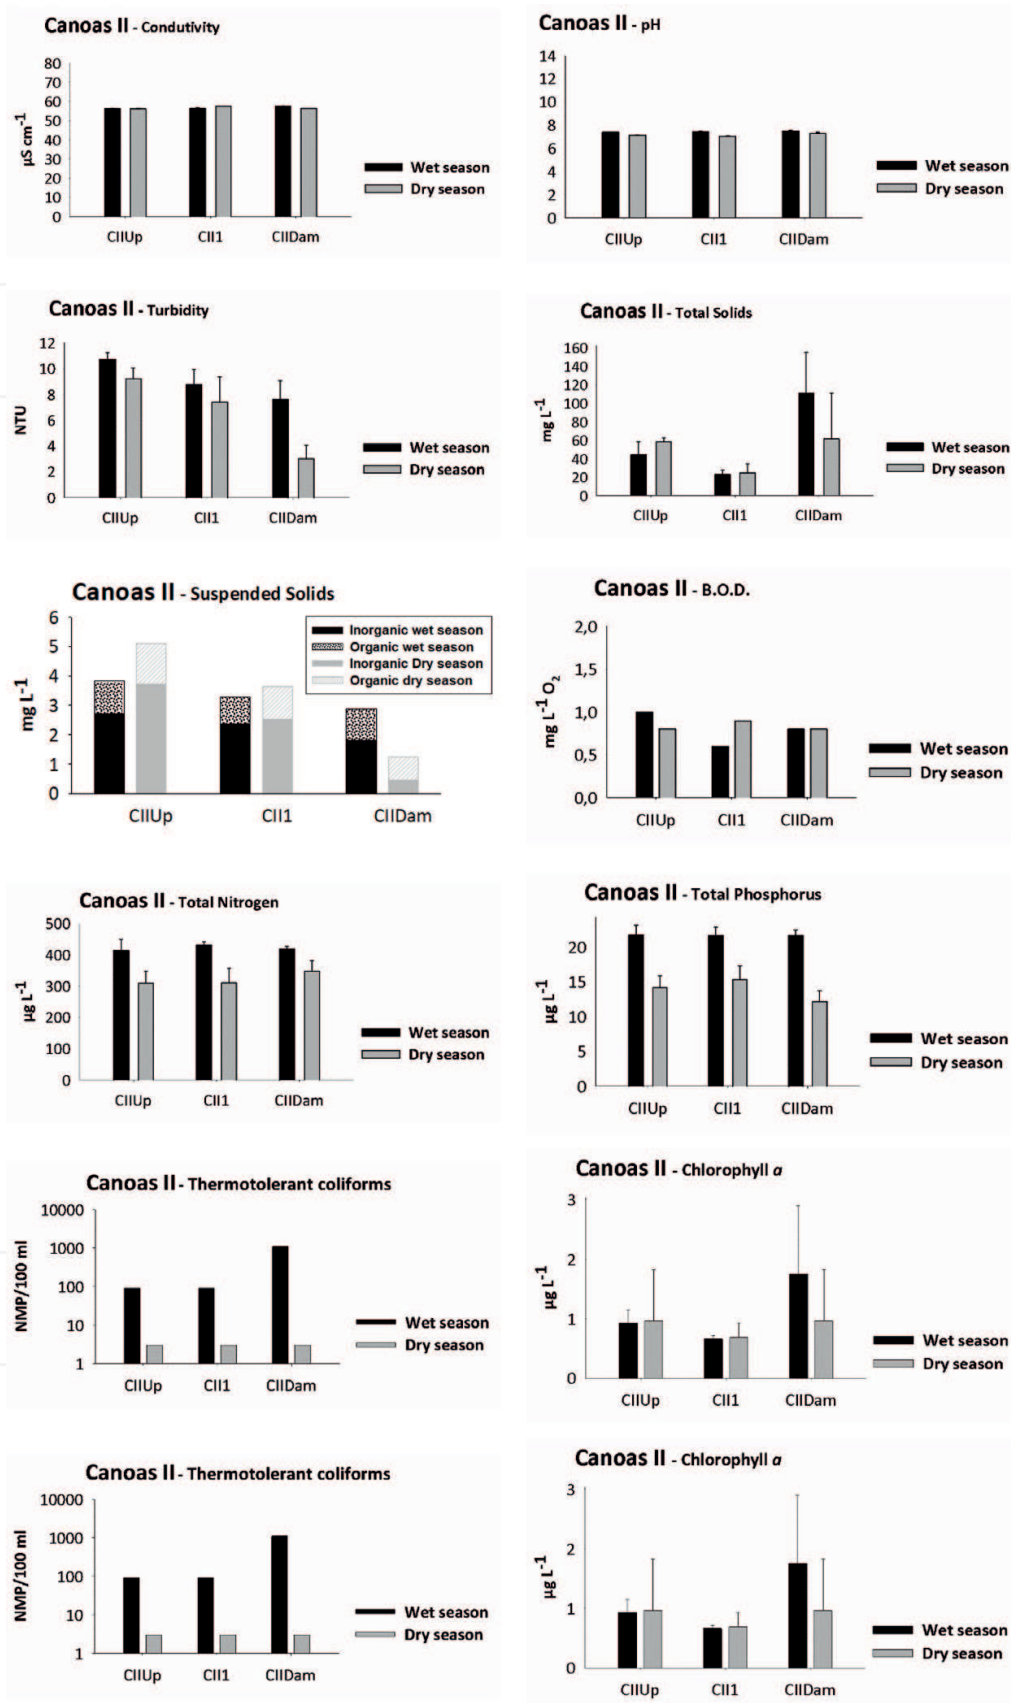 Canoas II - Condutivity
80
70
60
50
40
30
20
10
0
µS cm-1
CIIUp CII1 CIIDam
Wet season
Dry season
Canoas II - pH
14
12
10
8
6
4
2
0
CIIUp CII1 CIIDam
Wet season
Dry season
Canoas II - Turbidity
12
10
8
6
4
2
0
NTU
CIIUp CII1 CIIDam
Wet season
Dry season
Canoas II - Total Solids
160
140
120
100
80
60
40
20
0
mg L-1
CIIUp CII1 CIIDam
Wet season
Dry season
Canoas II - Suspended Solids
6
5
4
3
2
1
0
mg L-1
Inorganic wet season
Organic wet season
Inorganic Dry season
Organic dry season
CIIUp CII1 CIIDam
Canoas II - B.O.D.
2,0
1,5
1,0
0,5
0,0
mg L-1 O2
CIIUp CII1 CIIDam
Wet season
Dry season
Canoas II - Total Nitrogen
500
400
300
200
100
0
µg L-1
CIIUp CII1 CIIDam
Wet season
Dry season
Canoas II - Total Phosphorus
20
15
10
5
0
µg L-1
CIIUp CII1 CIIDam
Wet season
Dry season
Canoas II - Thermotolerant coliforms
10000
1000
100
10
1
NMP/100 ml
CIIUp CII1 CIIDam
Wet season
Dry season
Canoas II - Chlorophyll a
3
2
1
0
µg L-1
CIIUp CII1 CIIDam
Wet season
Dry season
Canoas II - Thermotolerant coliforms
10000
1000
100
10
1
NMP/100 ml
CIIUp CII1 CIIDam
Wet season
Dry season
Canoas II - Chlorophyll a
3
2
1
0
µg L-1
CIIUp CII1 CIIDam
Wet season
Dry season